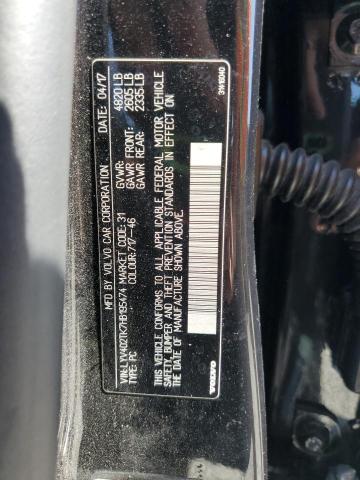 MFD BY VOLVO CAR CORPORATION DATE: 04/17
GVWR: 4820 LB
GAWR FRONT: 2605 LB
GAWR REAR: 2335 LB
VIN: LYV402TK7HB195474 MARKET CODE: 31
TYPE: PC COLOUR: 717-46
THIS VEHICLE CONFORMS TO ALL APPLICABLE FEDERAL MOTOR VEHICLE
SAFETY, BUMPER AND THEFT PREVENTION STANDARDS IN EFFECT ON
THE DATE OF MANUFACTURE SHOWN ABOVE.
VOLVO 31416040